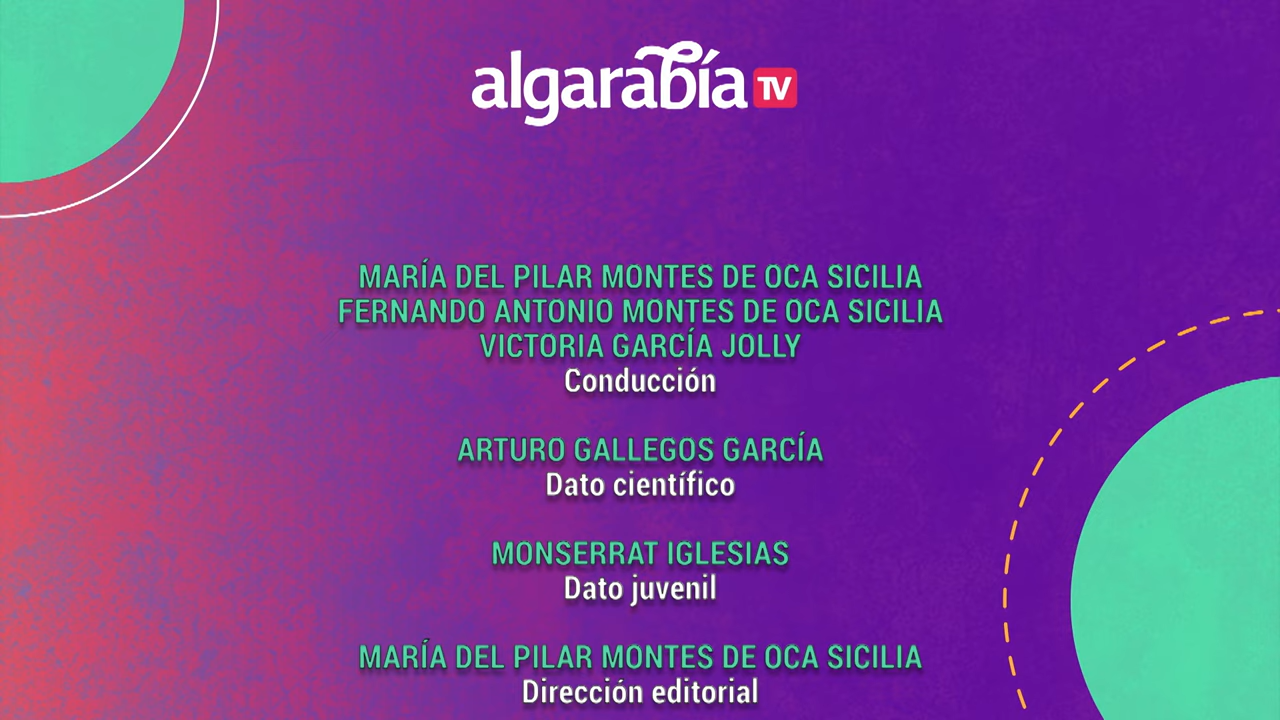 algarabía TV
MARÍA DEL PILAR MONTES DE OCA SICILIA
FERNANDO ANTONIO MONTES DE OCA SICILIA
VICTORIA GARCÍA JOLLY
Conducción
ARTURO GALLEGOS GARCÍA
Dato científico
MONSERRAT IGLESIAS
Dato juvenil
MARÍA DEL PILAR MONTES DE OCA SICILIA
Dirección editorial